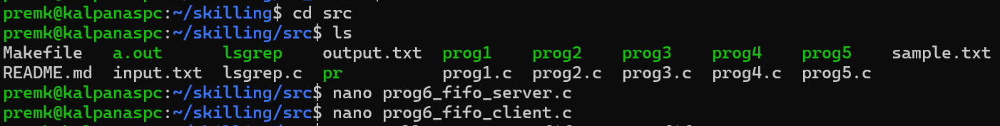 premk@kalpanaspc:~/skilling$ cd src
premk@kalpanaspc:~/skilling/src$ ls
Makefile a.out lsgrep output.txt prog1 prog2 prog3 prog4 prog5 sample.txt
README.md input.txt lsgrep.c pr prog1.c prog2.c prog3.c prog4.c prog5.c
premk@kalpanaspc:~/skilling/src$ nano prog6_fifo_server.c
premk@kalpanaspc:~/skilling/src$ nano prog6_fifo_client.c